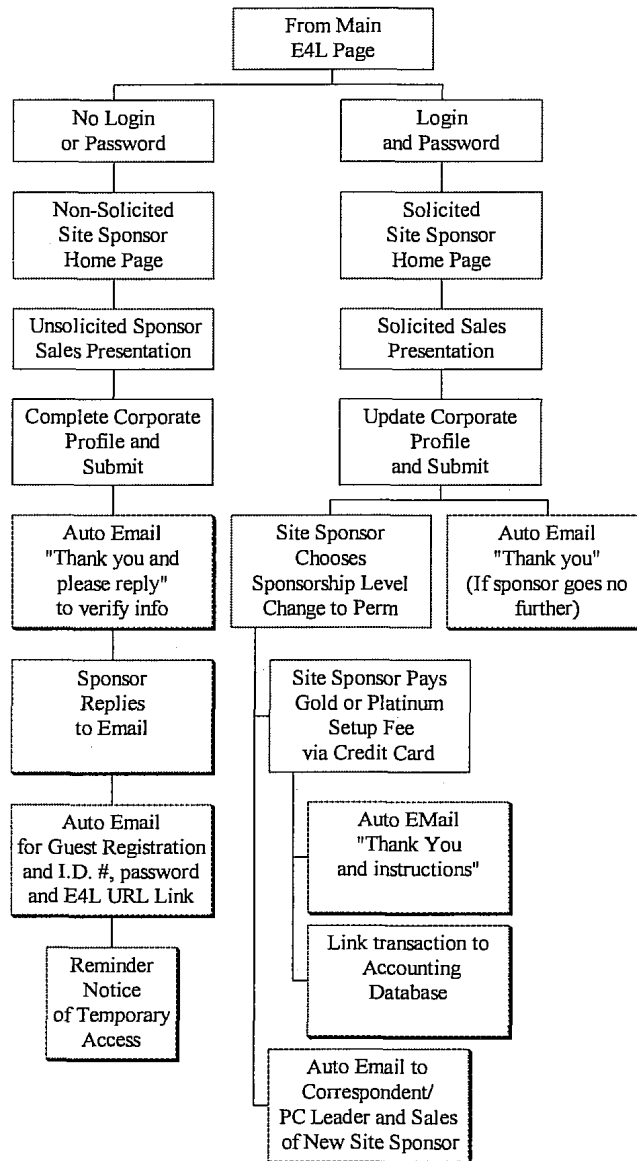 From Main
E4L Page
No Login
or Password
Non-Solicited
Site Sponsor
Home Page
Unsolicited Sponsor
Sales Presentation
Complete Corporate
Profile and
Submit
Auto Email
"Thank you and
please reply"
to verify info
Sponsor
Replies
to Email
Auto Email
for Guest Registration
and I.D. #, password
and E4L URL Link
Reminder
Notice
of Temporary
Access
Login
and Password
Solicited
Site Sponsor
Home Page
Solicited Sales
Presentation
Update Corporate
Profile
and Submit
Site Sponsor
Chooses
Sponsorship Level
Change to Perm
Auto Email
"Thank you"
(If sponsor goes no
further)
Site Sponsor Pays
Gold or Platinum
Setup Fee
via Credit Card
Auto EMail
"Thank You
and instructions"
Link transaction to
Accounting
Database
Auto Email to
Correspondent/
PC Leader and Sales
of New Site Sponsor